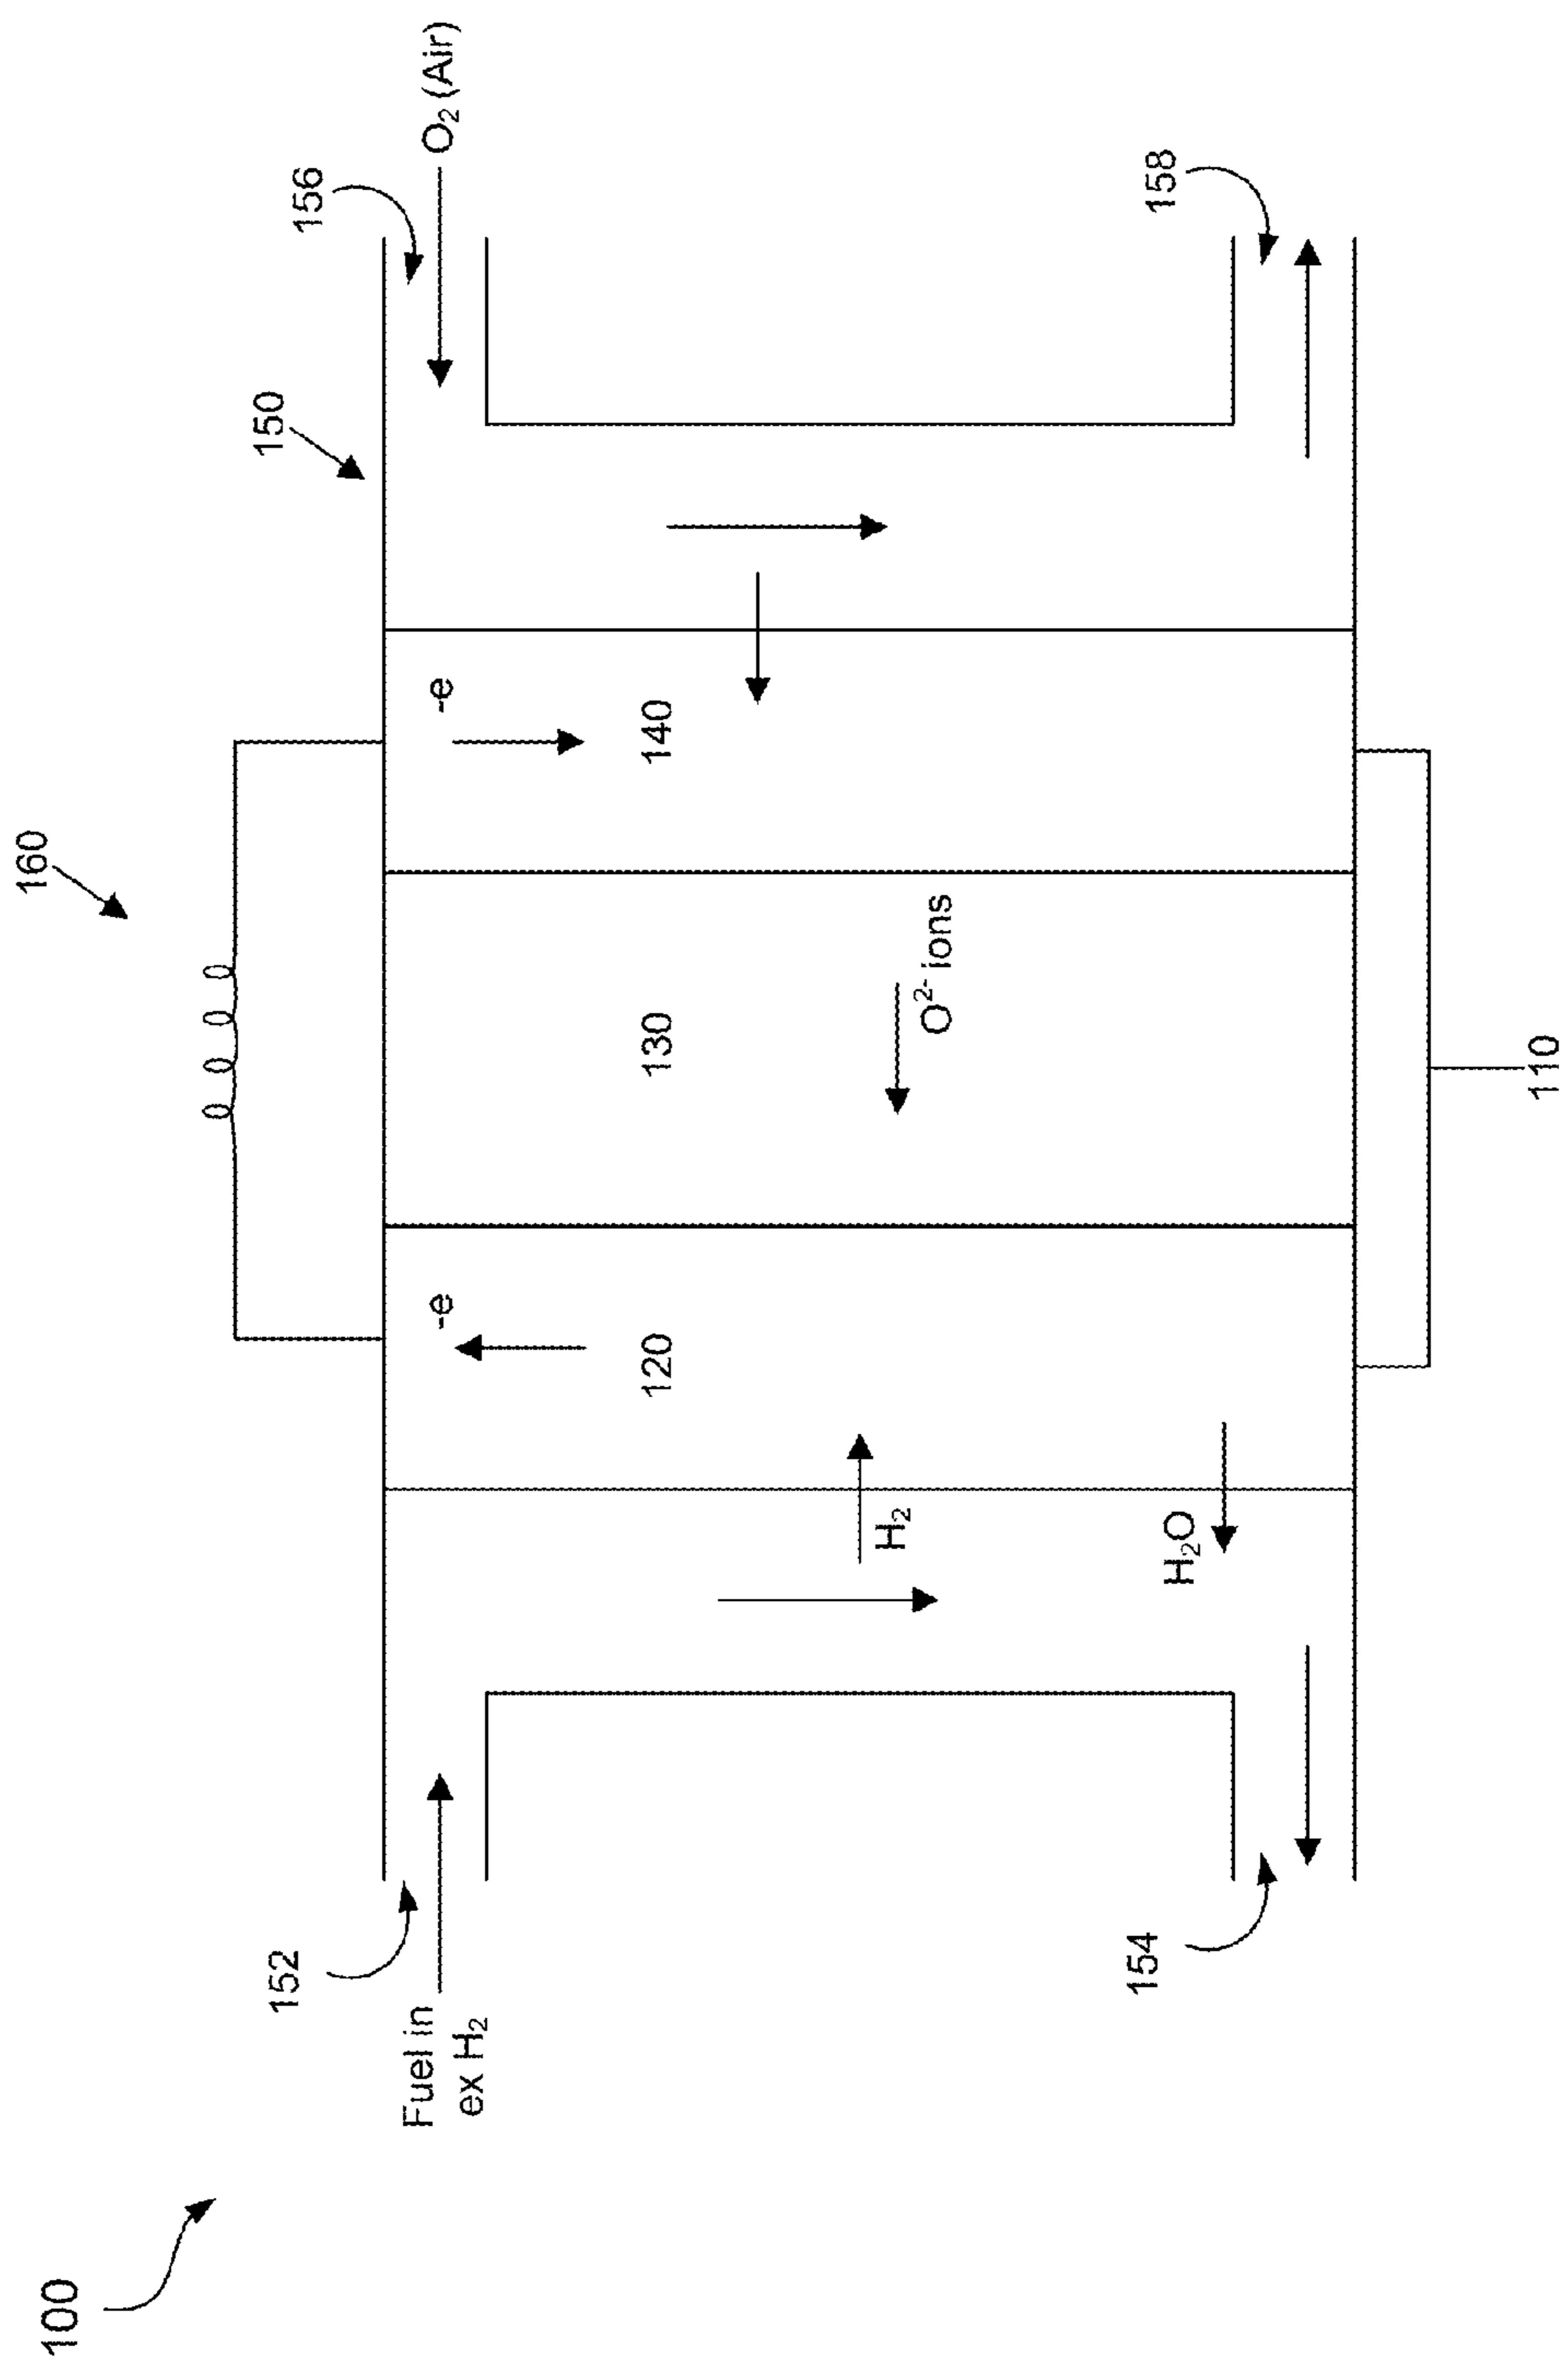 100
160
150
152
156
Fuel in
ex H₂
O₂ (Air)
-e
-e
120
130
140
H₂
O²⁻ ions
H₂O
154
158
110